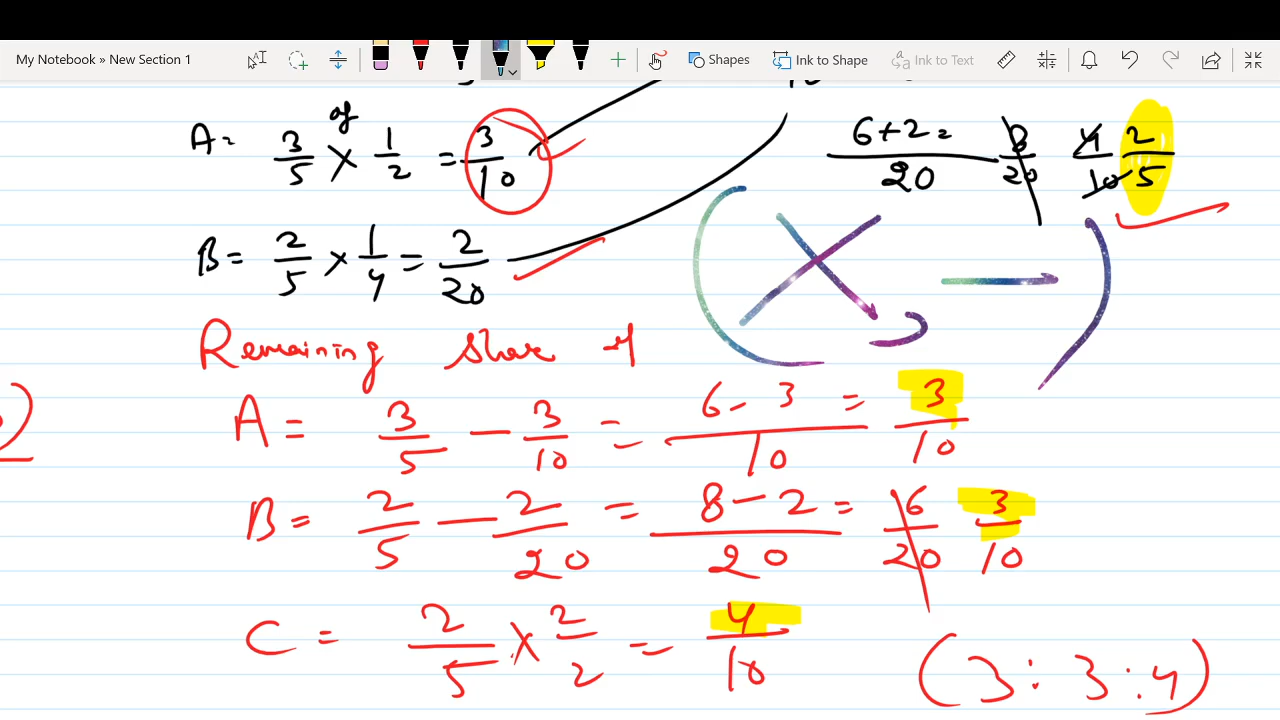 My Notebook » New Section 1
Shapes
Ink to Shape
Ink to Text
of
A = 3/5 × 1/2 = 3/10
6+2 = / 20 8/20 4/10 2/5
B = 2/5 × 1/4 = 2/20
Remaining Share of
A = 3/5 - 3/10 = 6-3/10 = 3/10
B = 2/5 - 2/20 = 8-2/20 = 6/20 3/10
C = 2/5 × 2/2 = 4/10
(3:3:4)